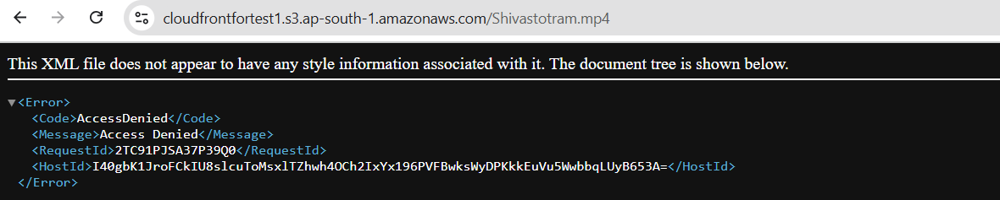 cloudfrontfortest1.s3.ap-south-1.amazonaws.com/Shivastotram.mp4
This XML file does not appear to have any style information associated with it. The document tree is shown below.
▼<Error>
<Code>AccessDenied</Code>
<Message>Access Denied</Message>
<RequestId>2TC91PJSA37P39Q0</RequestId>
<HostId>I40gbK1JroFCkIU8slcuToMsxlTZhwh4OCh2IxYx196PVFBwksWyDPKkkEuVu5WwbbqLUyB653A=</HostId>
</Error>